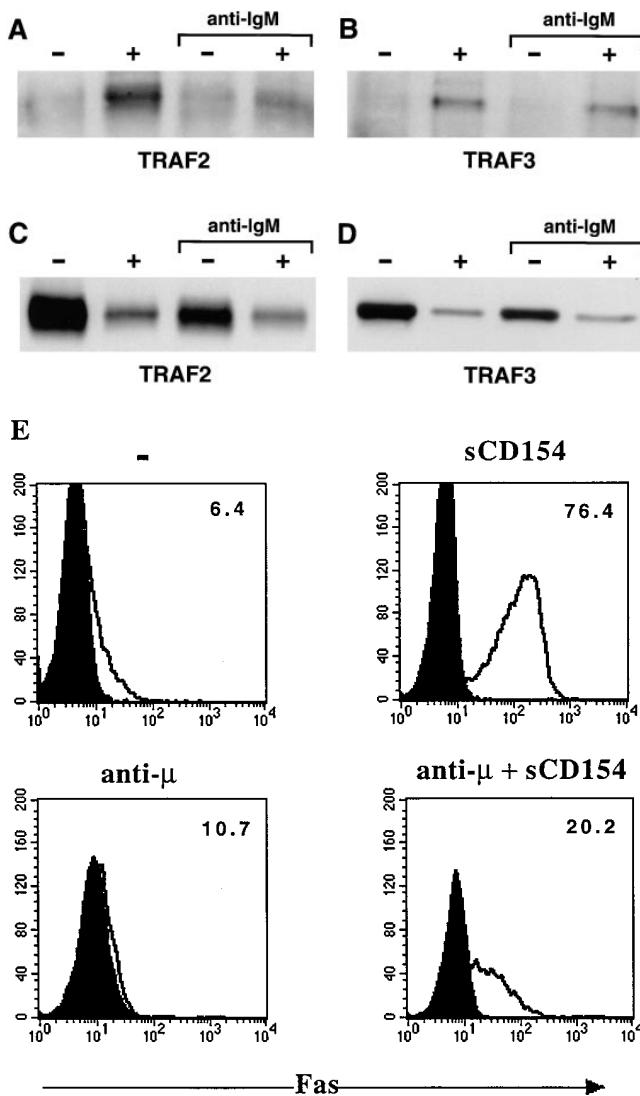 A anti-IgM B anti-IgM
- + - + - + - +
TRAF2 TRAF3
C anti-IgM D anti-IgM
- + - + - + - +
TRAF2 TRAF3
E
- sCD154
200 160 120 80 40 0
6.4
10⁰ 10¹ 10² 10³ 10⁴
200 160 120 80 40 0
76.4
10⁰ 10¹ 10² 10³ 10⁴
anti-μ anti-μ + sCD154
200 160 120 80 40 0
10.7
10⁰ 10¹ 10² 10³ 10⁴
200 160 120 80 40 0
20.2
10⁰ 10¹ 10² 10³ 10⁴
Fas